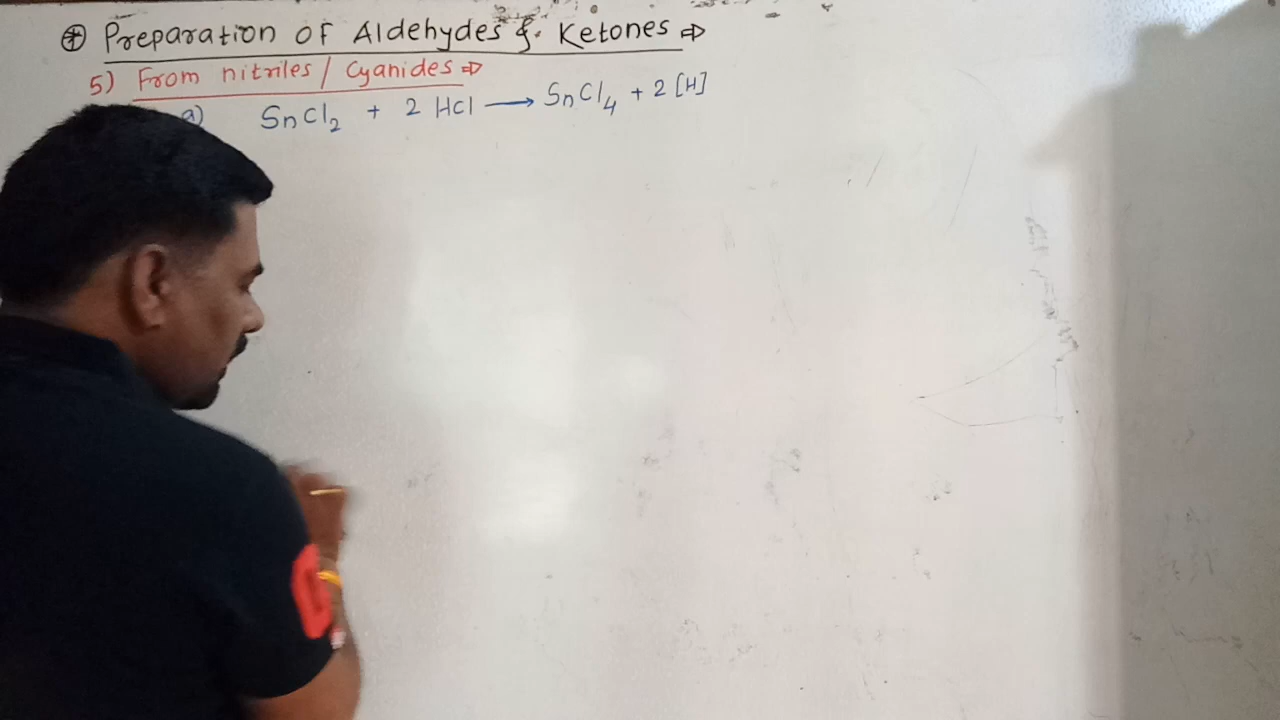 ⊕ Preparation of Aldehydes & Ketones ⇒
5) From nitriles / Cyanides ⇒
a) SnCl₂ + 2 HCl ⟶ SnCl₄ + 2 [H]